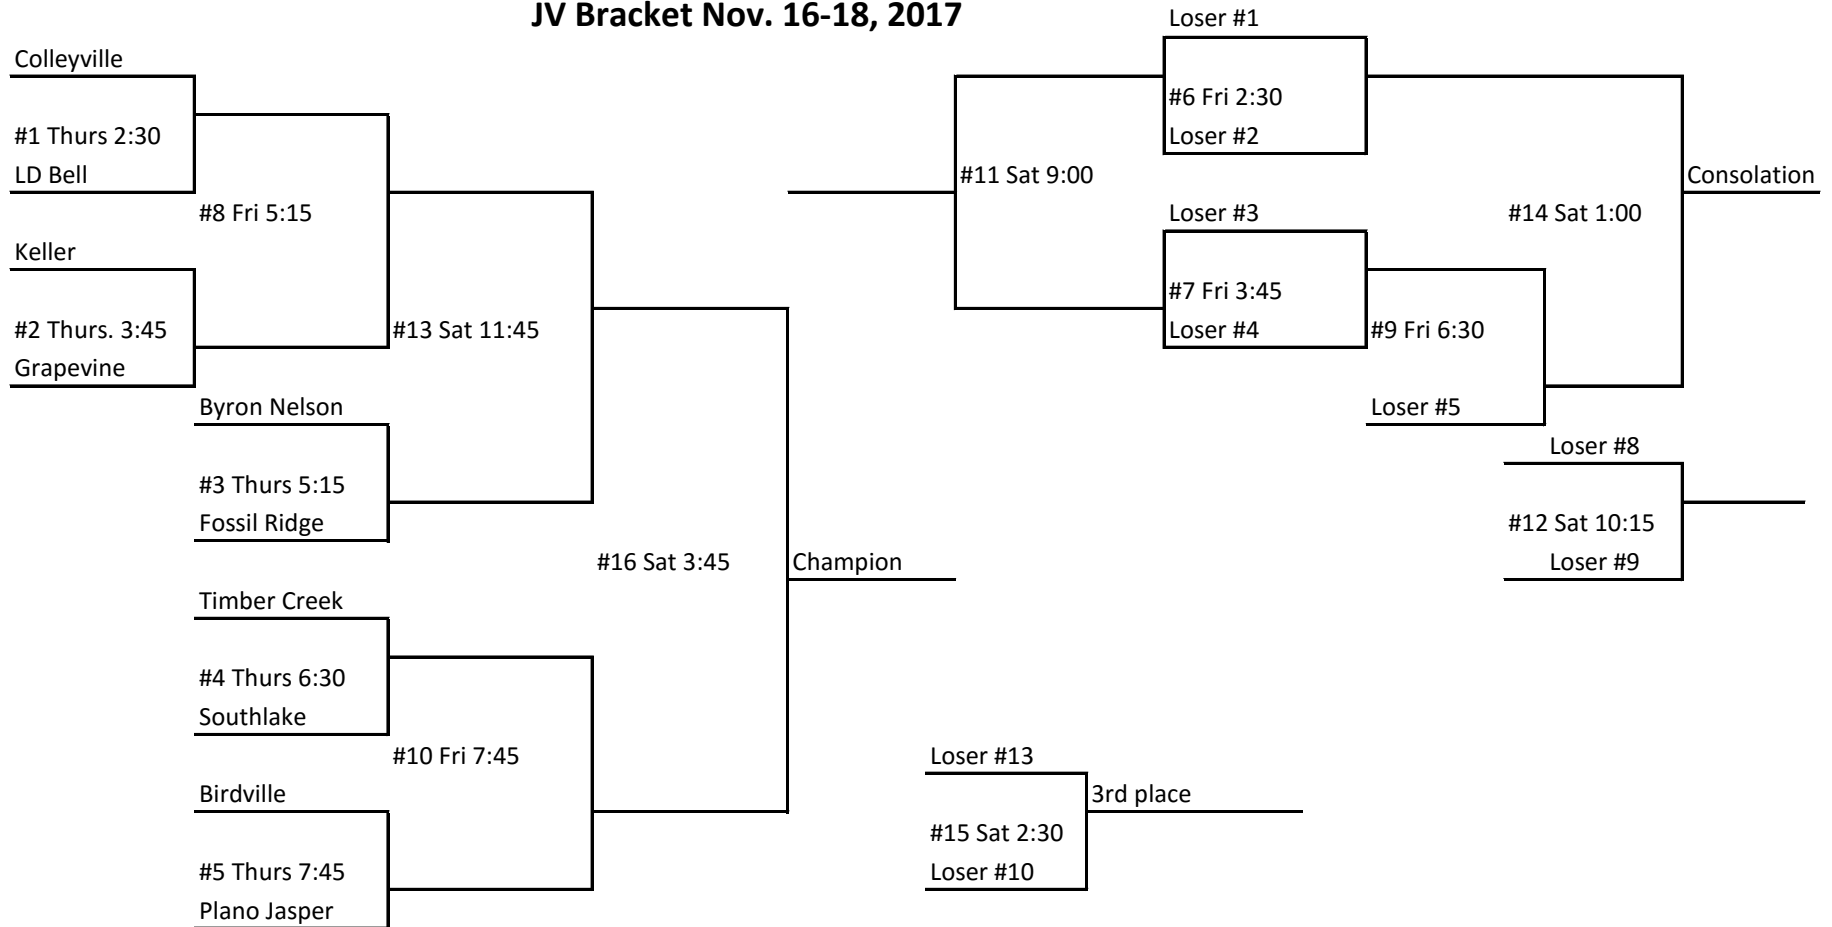 JV Bracket Nov. 16-18, 2017
Colleyville
#1 Thurs 2:30
LD Bell
#8 Fri 5:15
Keller
#2 Thurs. 3:45
Grapevine
#13 Sat 11:45
Byron Nelson
#3 Thurs 5:15
Fossil Ridge
#16 Sat 3:45
Champion
Timber Creek
#4 Thurs 6:30
Southlake
#10 Fri 7:45
Birdville
#5 Thurs 7:45
Plano Jasper
Loser #1
#6 Fri 2:30
Loser #2
#11 Sat 9:00
Loser #3
#7 Fri 3:45
Loser #4
#9 Fri 6:30
Loser #5
#14 Sat 1:00
Consolation
Loser #8
#12 Sat 10:15
Loser #9
Loser #13
3rd place
#15 Sat 2:30
Loser #10